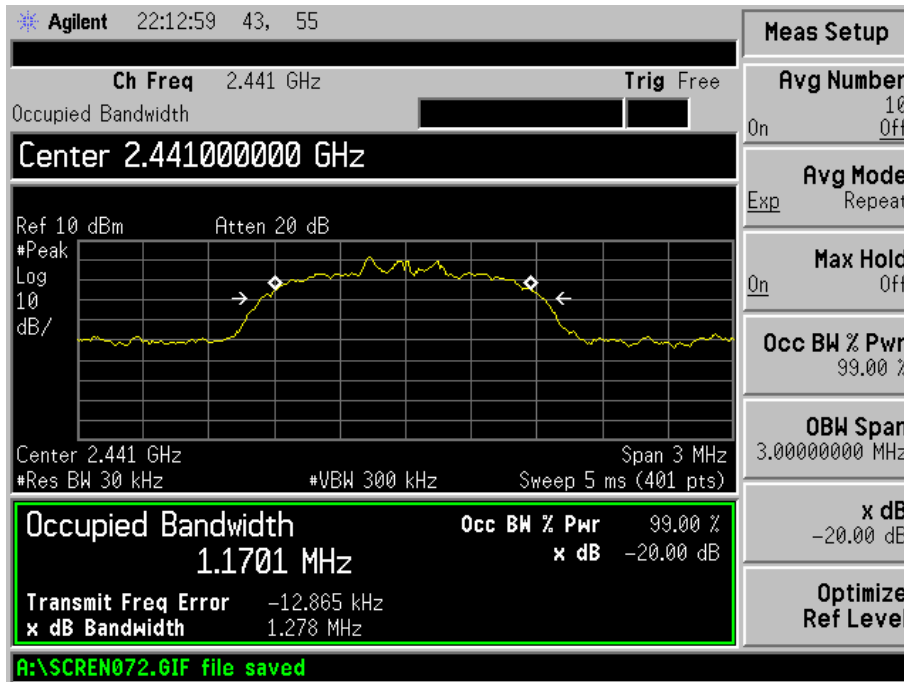 Agilent 22:12:59 43, 55
Ch Freq 2.441 GHz Trig Free
Occupied Bandwidth
Center 2.441000000 GHz
Ref 10 dBm Atten 20 dB
#Peak
Log
10
dB/
Center 2.441 GHz Span 3 MHz
#Res BW 30 kHz #VBW 300 kHz Sweep 5 ms (401 pts)
Occupied Bandwidth Occ BW % Pwr 99.00 %
1.1701 MHz x dB -20.00 dB
Transmit Freq Error -12.865 kHz
x dB Bandwidth 1.278 MHz
A:\SCREN072.GIF file saved
Meas Setup
Avg Number
10
On Off
Avg Mode
Exp Repeat
Max Hold
On Off
Occ BW % Pwr
99.00 %
OBW Span
3.00000000 MHz
x dB
-20.00 dB
Optimize
Ref Level